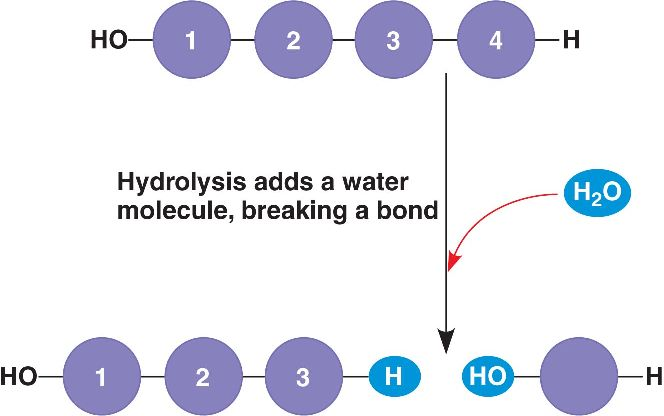 HO 1 2 3 4 H
Hydrolysis adds a water
molecule, breaking a bond
H₂O
HO 1 2 3 H HO H